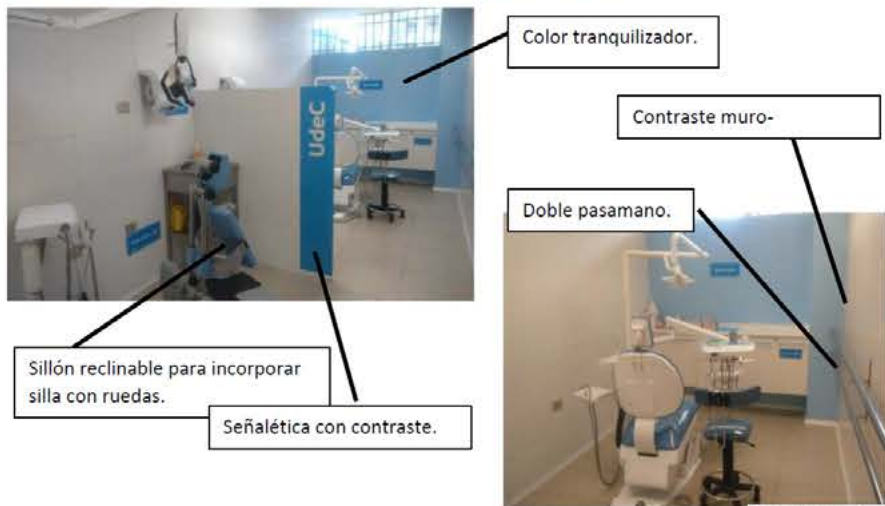 Color tranquilizador.
Contraste muro-
Doble pasamano.
UdeC
Sillón reclinable para incorporar
silla con ruedas.
Señalética con contraste.